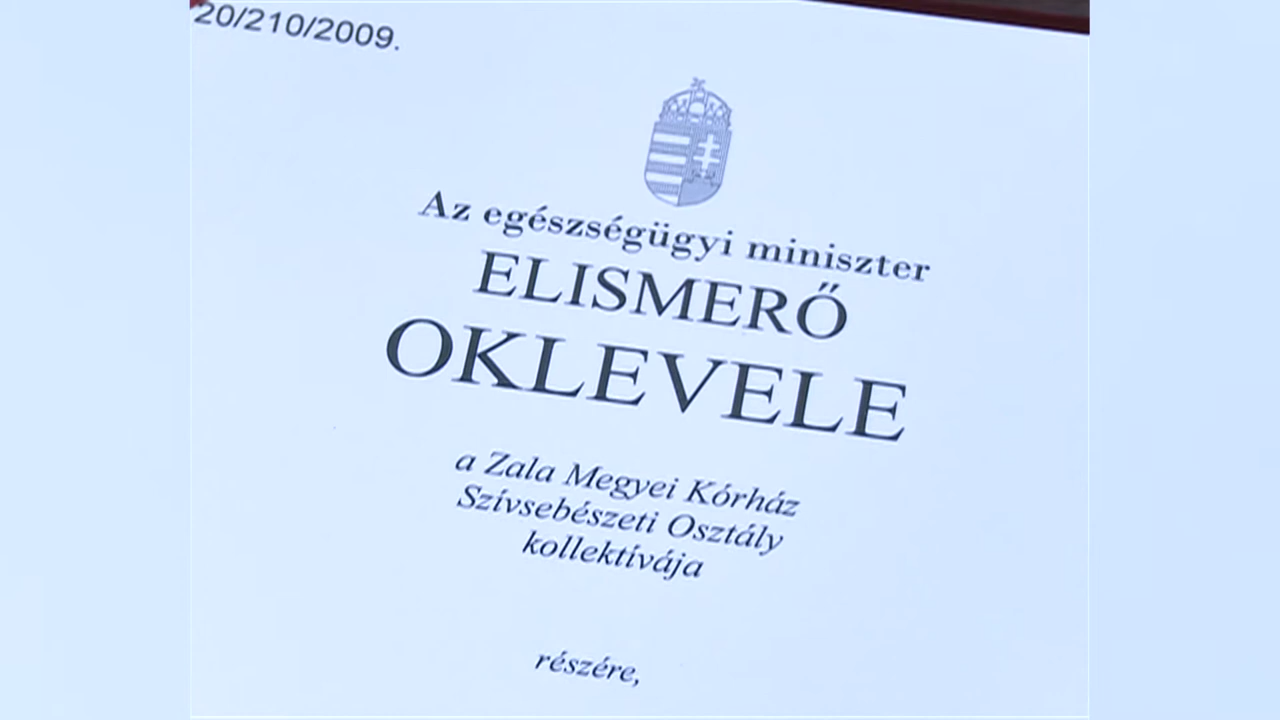 20/210/2009.
Az egészségügyi miniszter
ELISMERŐ
OKLEVELE
a Zala Megyei Kórház
Szívsebészeti Osztály
kollektívája
részére,